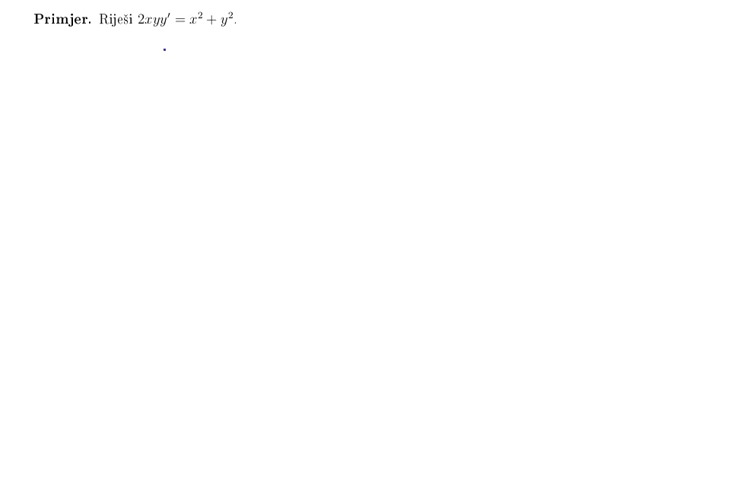 Primjer. Riješi 2xyy′ = x² + y².